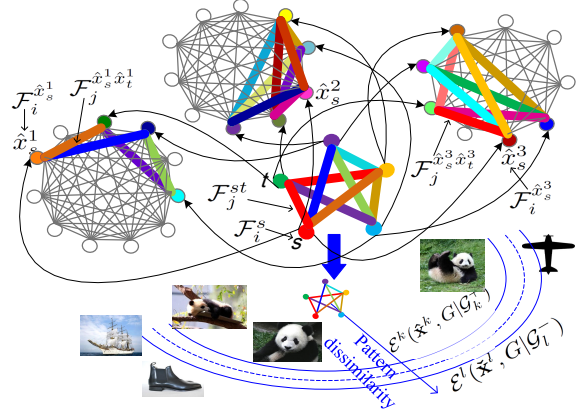 $\mathcal{F}_i^{\hat{x}_s^1}$
$\mathcal{F}_j^{\hat{x}_s^1 \hat{x}_t^1}$
$\hat{x}_s^1$
$\hat{x}_s^2$
$\hat{x}_s^3$
$\mathcal{F}_j^{\hat{x}_s^3 \hat{x}_t^3}$
$\mathcal{F}_i^{\hat{x}_s^3}$
t
$\mathcal{F}_j^{st}$
$\mathcal{F}_i^s$
s
Pattern
dissimilarity
$\mathcal{E}^k(\hat{\mathbf{x}}^k, G|\mathcal{G}_k^-)$
$\mathcal{E}^l(\check{\mathbf{x}}^l, G|\mathcal{G}_l^-)$